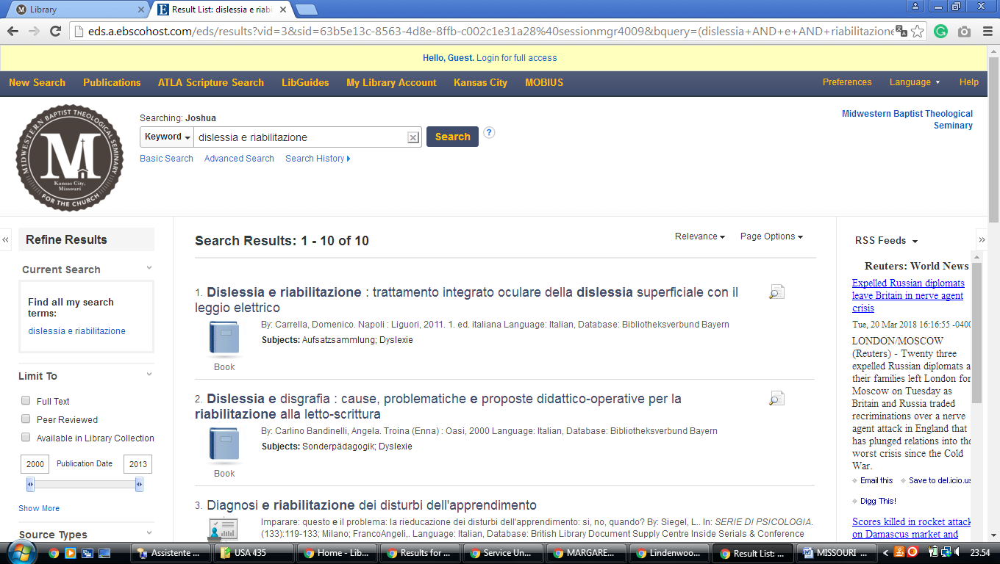 Library
Result List: dislessia e riabi
eds.a.ebscohost.com/eds/results?vid=3&sid=63b5e13c-8563-4d8e-8ffb-c002c1e31a28%40sessionmgr4009&bquery=(dislessia+AND+e+AND+riabilitazione
Hello, Guest. Login for full access
New Search Publications ATLA Scripture Search LibGuides My Library Account Kansas City MOBIUS Preferences Language Help
MIDWESTERN BAPTIST THEOLOGICAL SEMINARY
M
Kansas City,
Missouri
FOR THE CHURCH
Searching: Joshua
Keyword dislessia e riabilitazione Search ?
Basic Search Advanced Search Search History
Midwestern Baptist Theological
Seminary
Refine Results
Current Search
Find all my search
terms:
dislessia e riabilitazione
Limit To
Full Text
Peer Reviewed
Available in Library Collection
2000 Publication Date 2013
Show More
Source Types
Search Results: 1 - 10 of 10
Relevance Page Options
1. Dislessia e riabilitazione : trattamento integrato oculare della dislessia superficiale con il
leggio elettrico
By: Carrella, Domenico. Napoli : Liguori, 2011. 1. ed. italiana Language: Italian, Database: Bibliotheksverbund Bayern
Subjects: Aufsatzsammlung; Dyslexie
Book
2. Dislessia e disgrafia : cause, problematiche e proposte didattico-operative per la
riabilitazione alla letto-scrittura
By: Carlino Bandinelli, Angela. Troina (Enna) : Oasi, 2000 Language: Italian, Database: Bibliotheksverbund Bayern
Subjects: Sonderpädagogik; Dyslexie
Book
3. Diagnosi e riabilitazione dei disturbi dell'apprendimento
Imparare: questo e il problema: la rieducazione dei disturbi dell'apprendimento: si, no, quando? By: Siegel, L.. In: SERIE DI PSICOLOGIA.
(133):119-133; Milano; FrancoAngeli,. Language: Italian, Database: British Library Document Supply Centre Inside Serials & Conference
RSS Feeds
Reuters: World News
Expelled Russian diplomats
leave Britain in nerve agent
crisis
Tue, 20 Mar 2018 16:16:55 -0400
LONDON/MOSCOW
(Reuters) - Twenty three
expelled Russian diplomats a
their families left London for
Moscow on Tuesday as
Britain and Russia traded
recriminations over a nerve
agent attack in England that
has plunged relations into the
worst crisis since the Cold
War.
Email this Save to del.icio.us
Digg This!
Scores killed in rocket attack
on Damascus market and
Assistente ... USA 435 Home - Lib... Results for ... Service Un... MARGARE... Lindenwoo... Result List: ... MISSOURI 23.54